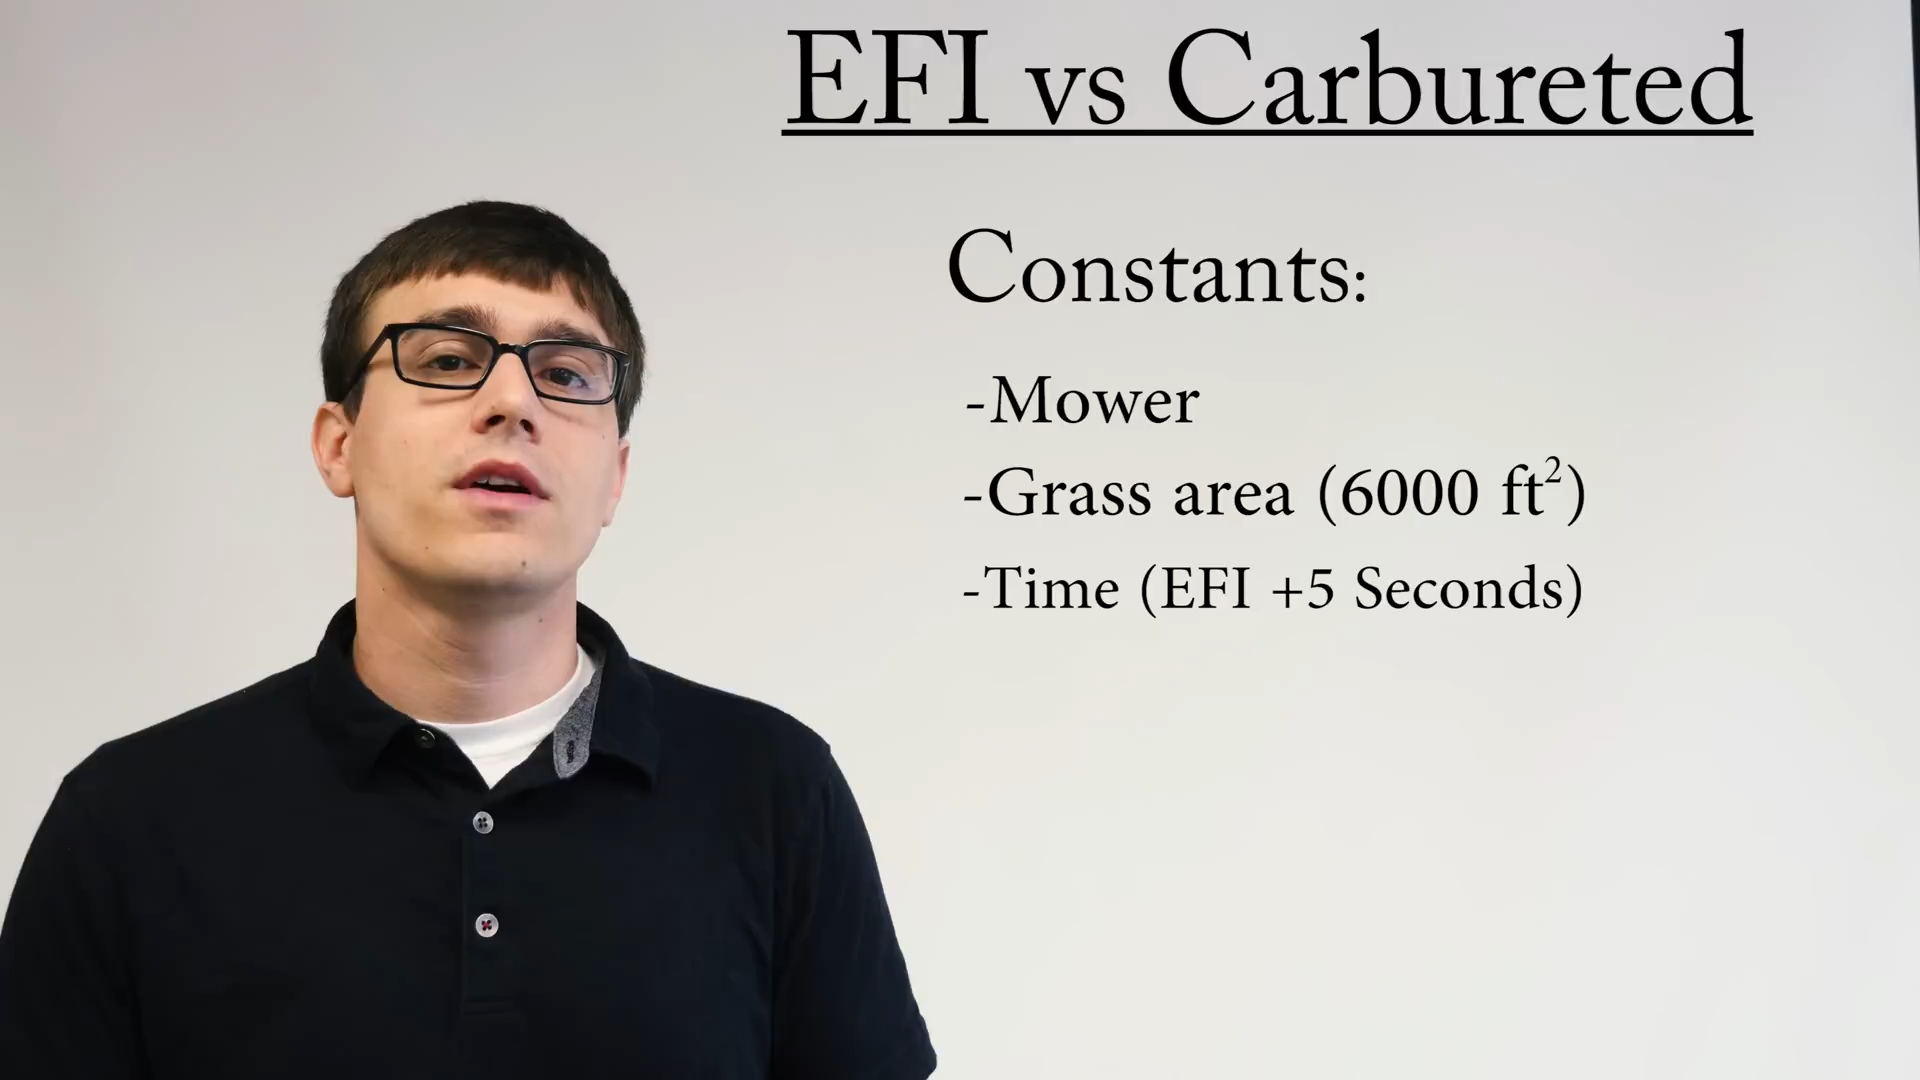 EFI vs Carbureted
Constants:
-Mower
-Grass area (6000 ft²)
-Time (EFI +5 Seconds)